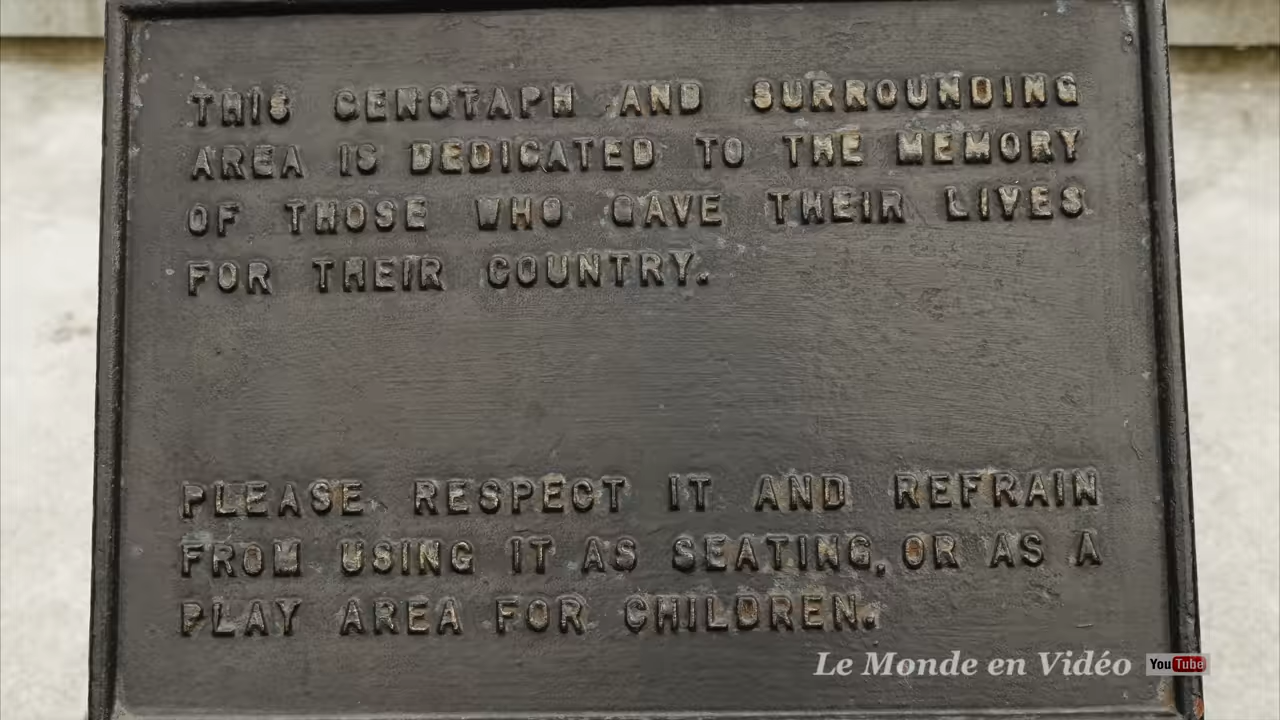 THIS CENOTAPH AND SURROUNDING
AREA IS DEDICATED TO THE MEMORY
OF THOSE WHO GAVE THEIR LIVES
FOR THEIR COUNTRY.
PLEASE RESPECT IT AND REFRAIN
FROM USING IT AS SEATING, OR AS A
PLAY AREA FOR CHILDREN.
Le Monde en Vidéo YouTube